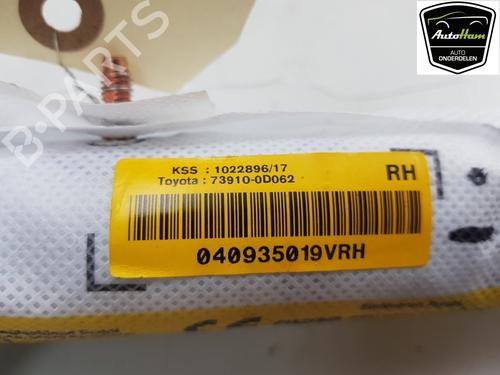 AutoHam
AUTO
ONDERDELEN
B-PARTS
KSS : 1022896/17
RH
Toyota : 73910-0D062
040935019VRH